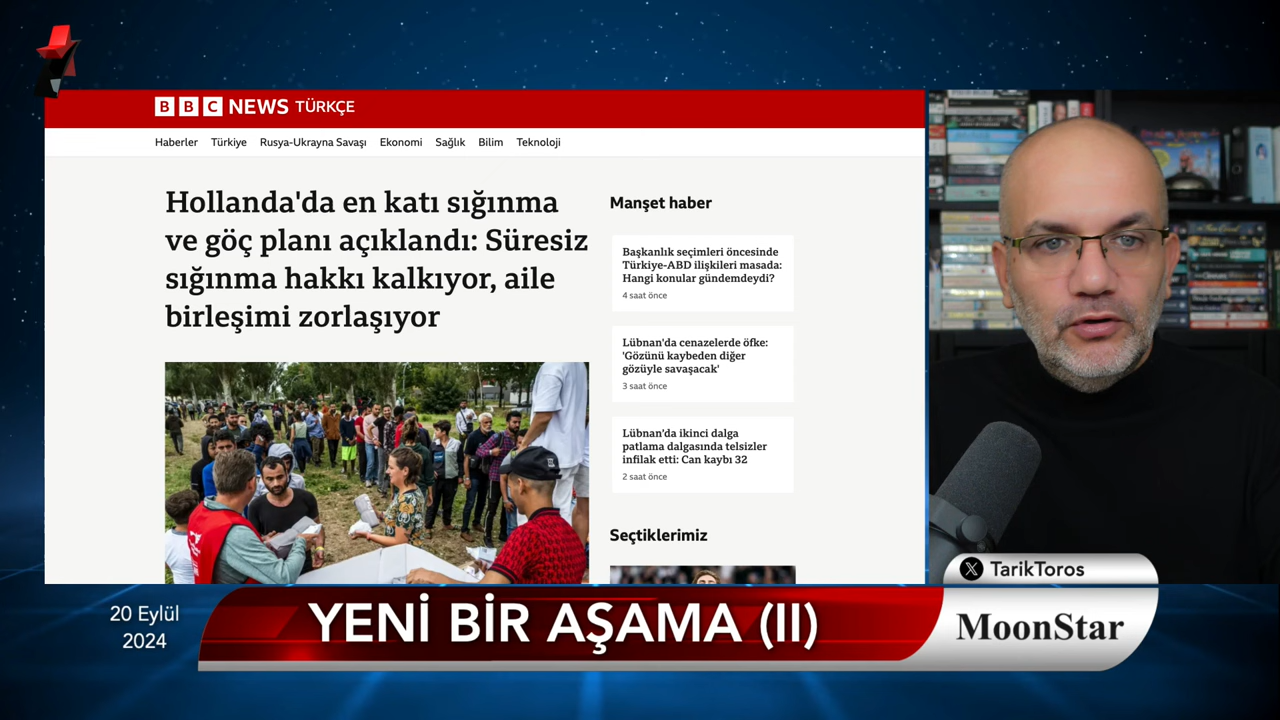 BBC NEWS TÜRKÇE
Haberler Türkiye Rusya-Ukrayna Savaşı Ekonomi Sağlık Bilim Teknoloji
Hollanda'da en katı sığınma
ve göç planı açıklandı: Süresiz
sığınma hakkı kalkıyor, aile
birleşimi zorlaşıyor
Manşet haber
Başkanlık seçimleri öncesinde
Türkiye-ABD ilişkileri masada:
Hangi konular gündemdeydi?
4 saat önce
Lübnan'da cenazelerde öfke:
'Gözünü kaybeden diğer
gözüyle savaşacak'
3 saat önce
Lübnan'da ikinci dalga
patlama dalgasında telsizler
infilak etti: Can kaybı 32
2 saat önce
Seçtiklerimiz
X TarikToros
20 Eylül
2024
YENİ BİR AŞAMA (II)
MoonStar